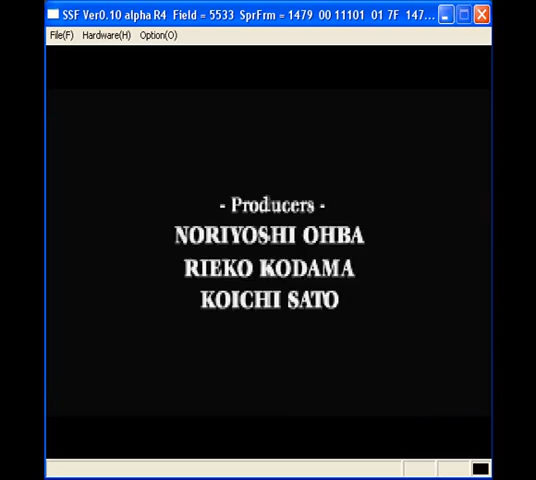 SSF Ver0.10 alpha R4 Field = 5533 SprFrm = 1479 00 11101 01 7F 147...
File(F) Hardware(H) Option(O)
- Producers -
NORIYOSHI OHBA
RIEKO KODAMA
KOICHI SATO